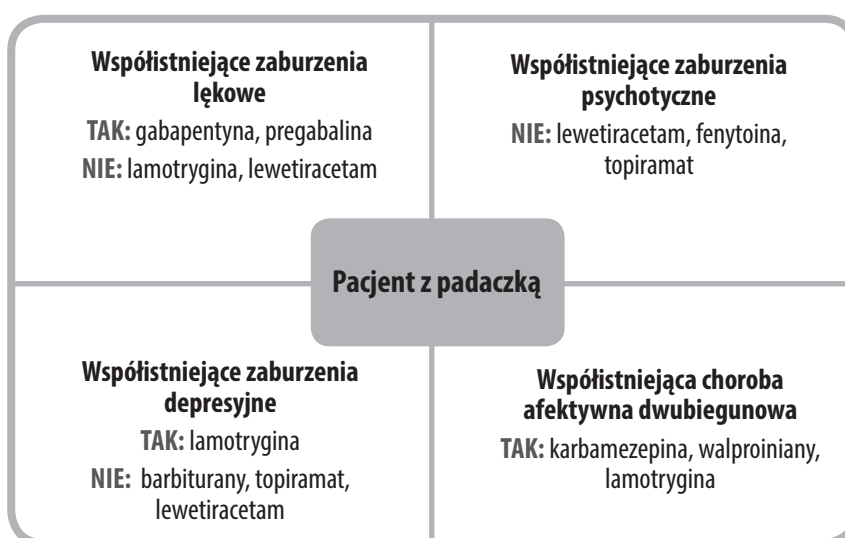 Współistniejące zaburzenia
lękowe
TAK: gabapentyna, pregabalina
NIE: lamotrygina, lewetiracetam
Współistniejące zaburzenia
psychotyczne
NIE: lewetiracetam, fenytoina,
topiramat
Pacjent z padaczką
Współistniejące zaburzenia
depresyjne
TAK: lamotrygina
NIE: barbiturany, topiramat,
lewetiracetam
Współistniejąca choroba
afektywna dwubiegunowa
TAK: karbamezepina, walproiniany,
lamotrygina